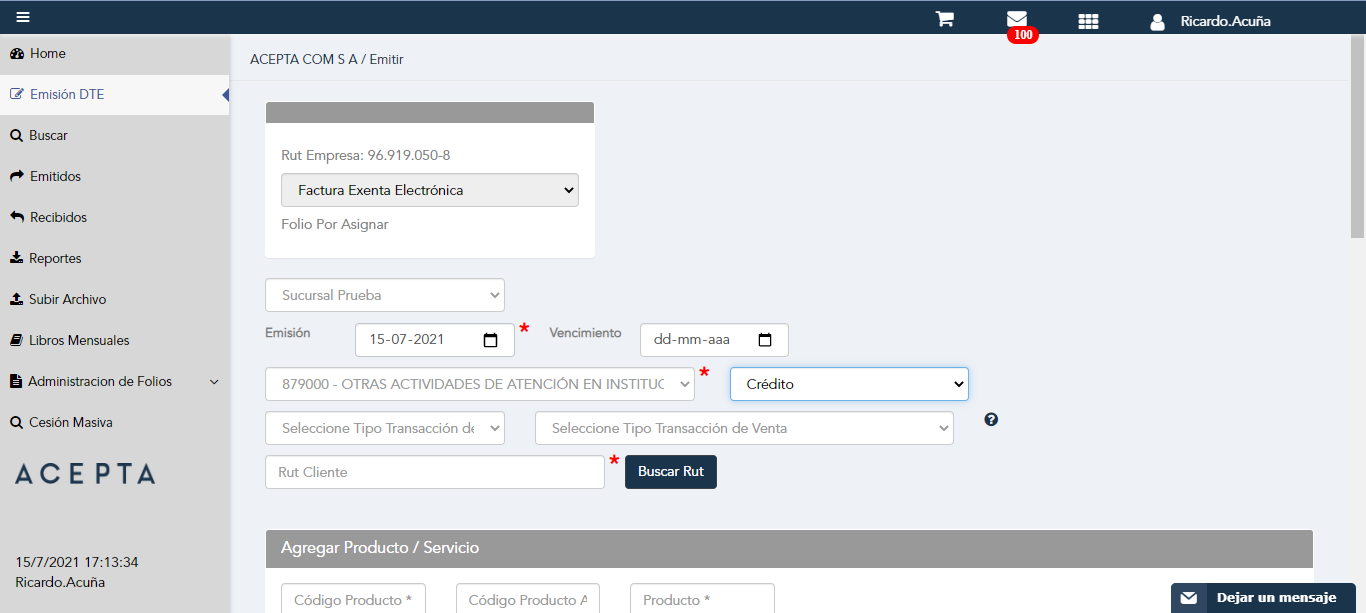 100
Ricardo.Acuña
Home
ACEPTA COM S A / Emitir
Emisión DTE
Buscar
Emitidos
Recibidos
Reportes
Subir Archivo
Libros Mensuales
Administracion de Folios
Cesión Masiva
ACEPTA
15/7/2021 17:13:34
Ricardo.Acuña
Rut Empresa: 96.919.050-8
Factura Exenta Electrónica
Folio Por Asignar
Sucursal Prueba
Emisión 15-07-2021 * Vencimiento dd-mm-aaa
879000 - OTRAS ACTIVIDADES DE ATENCIÓN EN INSTITUC * Crédito
Seleccione Tipo Transacción de Seleccione Tipo Transacción de Venta ?
Rut Cliente * Buscar Rut
Agregar Producto / Servicio
Código Producto * Código Producto A Producto *
Dejar un mensaje